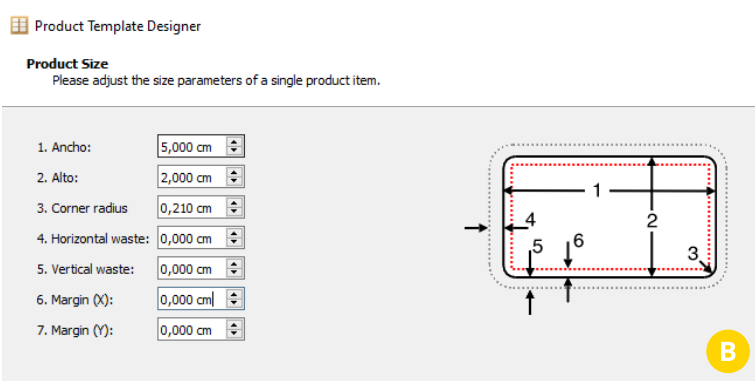 Product Template Designer
Product Size
Please adjust the size parameters of a single product item.
1. Ancho: 5,000 cm
2. Alto: 2,000 cm
3. Corner radius 0,210 cm
4. Horizontal waste: 0,000 cm
5. Vertical waste: 0,000 cm
6. Margin (X): 0,000 cm
7. Margin (Y): 0,000 cm
1
4
2
5
6
3
B